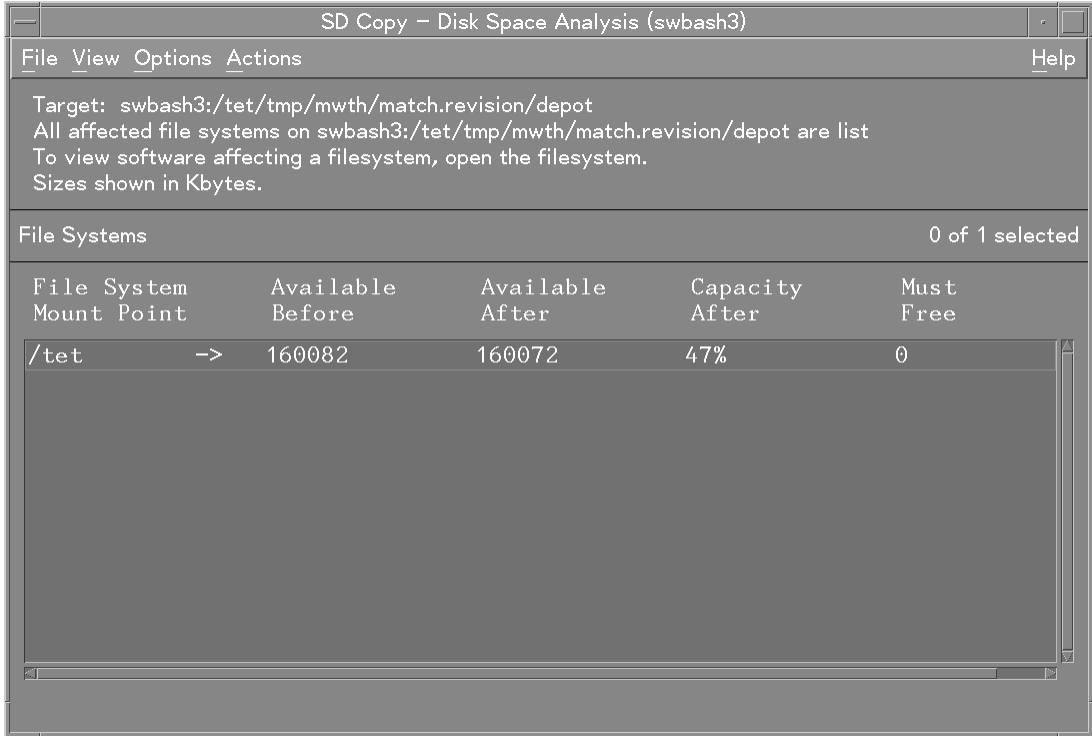 SD Copy - Disk Space Analysis (swbash3)
File View Options Actions Help
Target: swbash3:/tet/tmp/mwth/match.revision/depot
All affected file systems on swbash3:/tet/tmp/mwth/match.revision/depot are list
To view software affecting a filesystem, open the filesystem.
Sizes shown in Kbytes.
File Systems 0 of 1 selected
File System Available Available Capacity Must
Mount Point Before After After Free
/tet -> 160082 160072 47% 0